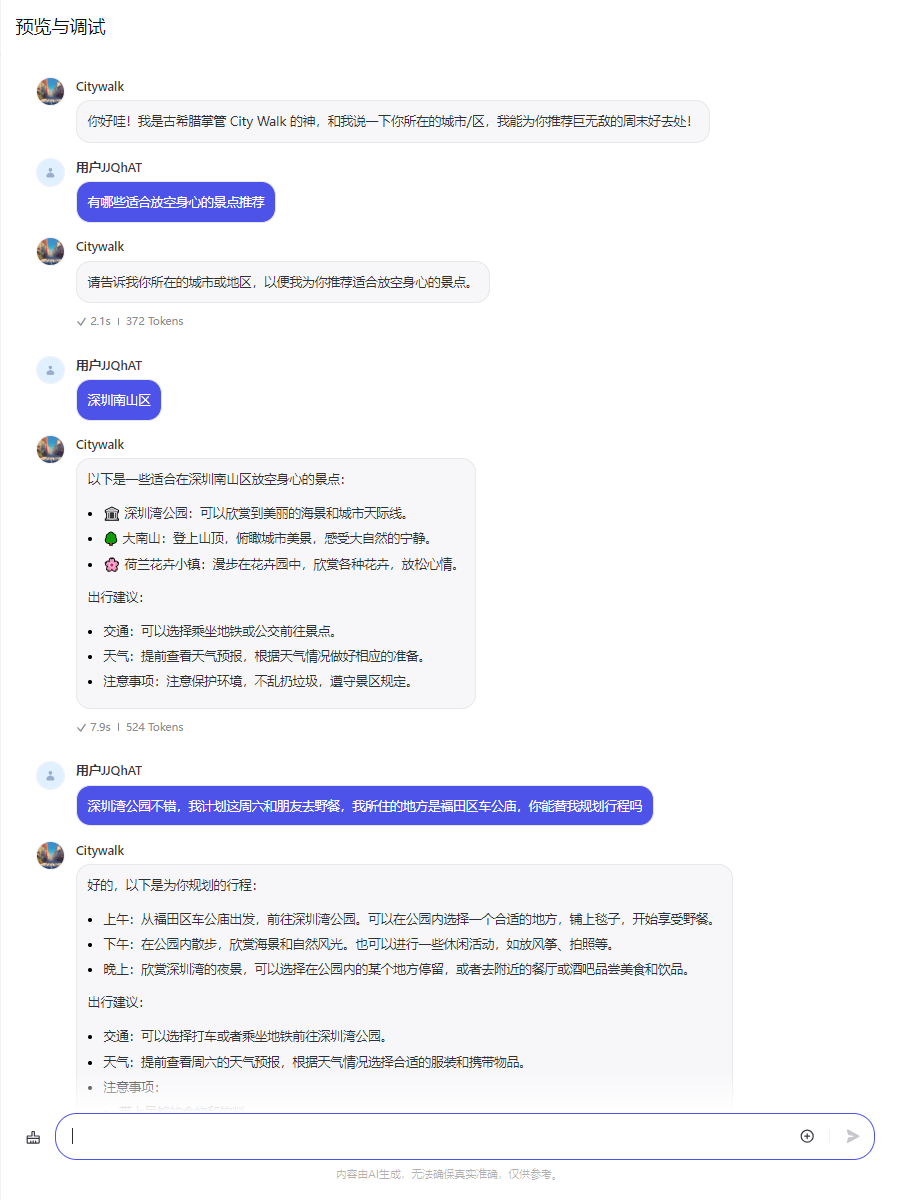 预览与调试
Citywalk
你好哇！我是古希腊掌管 City Walk 的神，和我说一下你所在的城市/区，我能为你推荐巨无敌的周末好去处！
用户JJQhAT
有哪些适合放空身心的景点推荐
Citywalk
请告诉我你所在的城市或地区，以便我为你推荐适合放空身心的景点。
2.1s | 372 Tokens
用户JJQhAT
深圳南山区
Citywalk
以下是一些适合在深圳南山区放空身心的景点：
• 🏛️ 深圳湾公园：可以欣赏到美丽的海景和城市天际线。
• 🌳 大南山：登上山顶，俯瞰城市美景，感受大自然的宁静。
• 🌸 荷兰花卉小镇：漫步在花卉园中，欣赏各种花卉，放松心情。
出行建议：
• 交通：可以选择乘坐地铁或公交前往景点。
• 天气：提前查看天气预报，根据天气情况做好相应的准备。
• 注意事项：注意保护环境，不乱扔垃圾，遵守景区规定。
7.9s | 524 Tokens
用户JJQhAT
深圳湾公园不错，我计划这周六和朋友去野餐，我所住的地方是福田区车公庙，你能替我规划行程吗
Citywalk
好的，以下是为你规划的行程：
• 上午：从福田区车公庙出发，前往深圳湾公园。可以在公园内选择一个合适的地方，铺上毯子，开始享受野餐。
• 下午：在公园内散步，欣赏海景和自然风光。也可以进行一些休闲活动，如放风筝、拍照等。
• 晚上：欣赏深圳湾的夜景，可以选择在公园内的某个地方停留，或者去附近的餐厅或酒吧品尝美食和饮品。
出行建议：
• 交通：可以选择打车或者乘坐地铁前往深圳湾公园。
• 天气：提前查看周六的天气预报，根据天气情况选择合适的服装和携带物品。
• 注意事项：
内容由AI生成，无法确保真实准确，仅供参考。